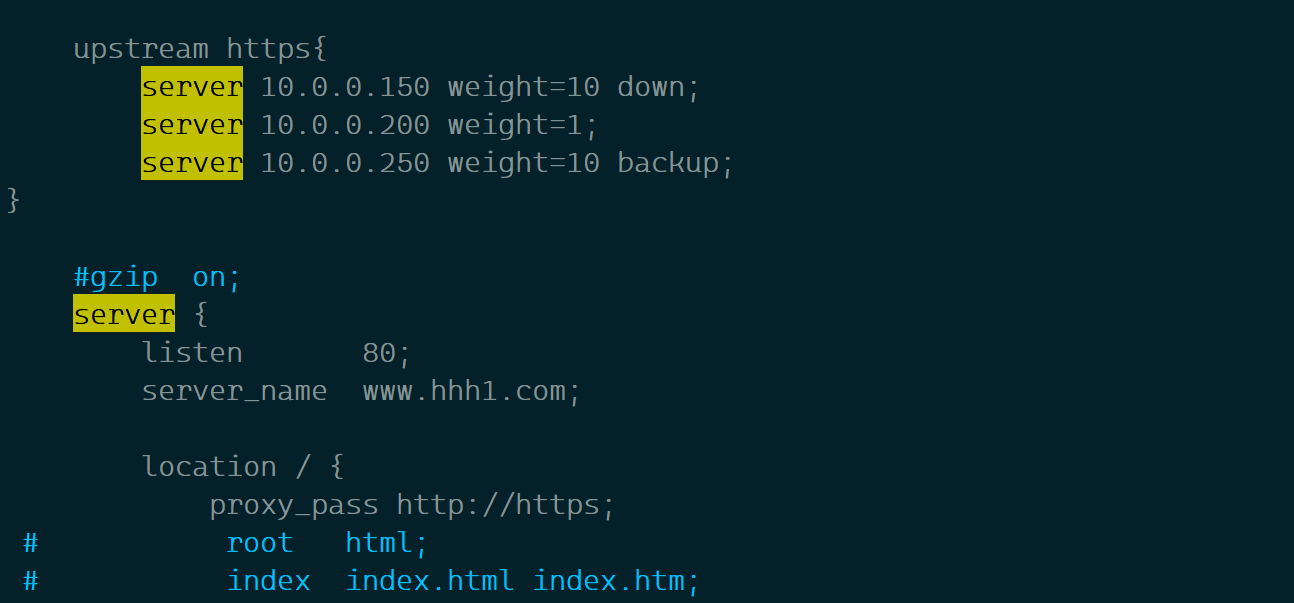 upstream https{
server 10.0.0.150 weight=10 down;
server 10.0.0.200 weight=1;
server 10.0.0.250 weight=10 backup;
}
#gzip  on;
server {
listen       80;
server_name  www.hhh1.com;
location / {
proxy_pass http://https;
#           root   html;
#           index  index.html index.htm;